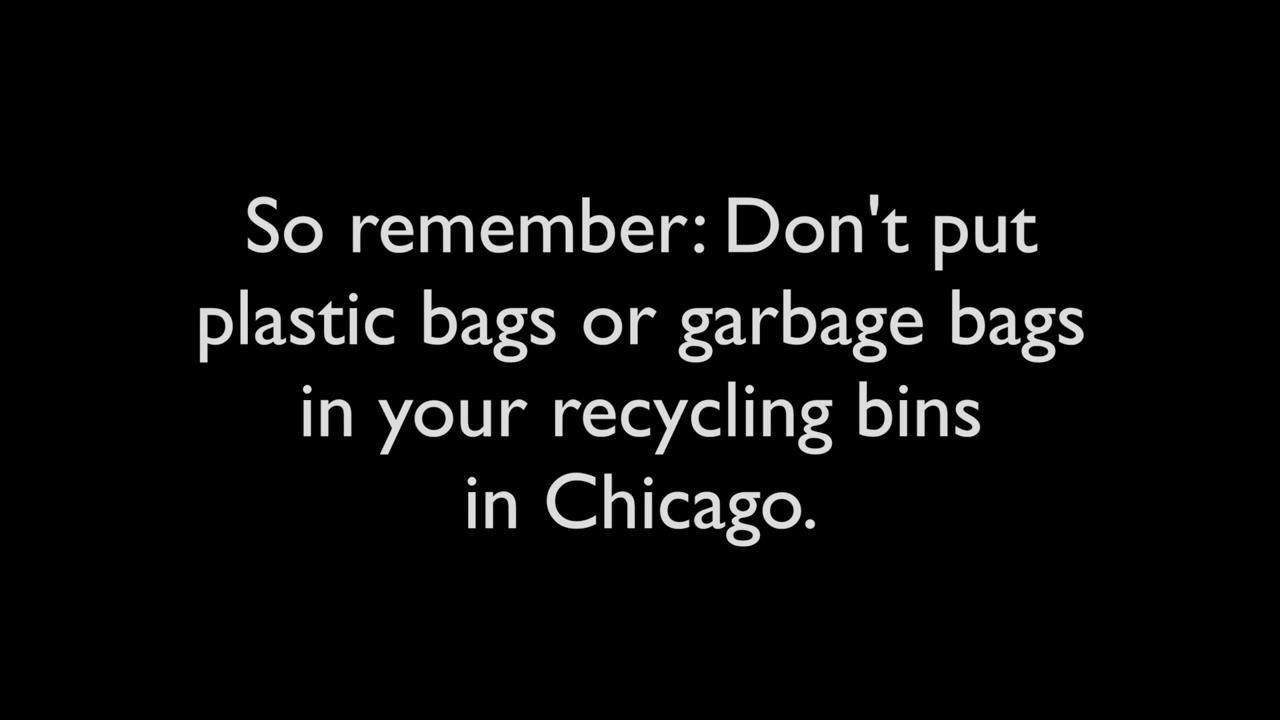 So remember: Don't put
plastic bags or garbage bags
in your recycling bins
in Chicago.